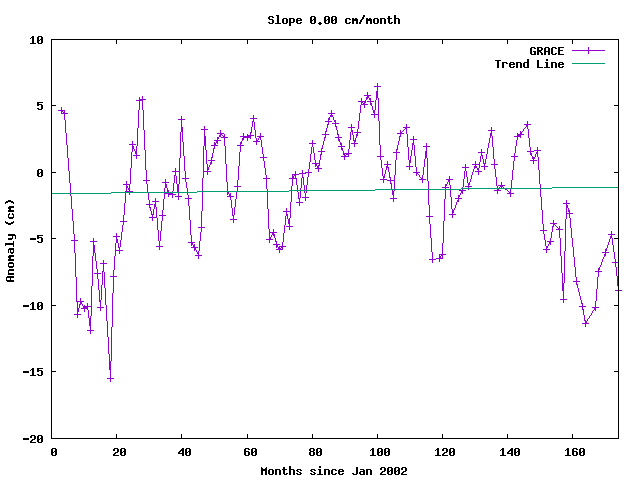 Slope 0.00 cm/month
GRACE
Trend Line
10
5
0
-5
-10
-15
-20
Anomaly (cm)
0 20 40 60 80 100 120 140 160
Months since Jan 2002